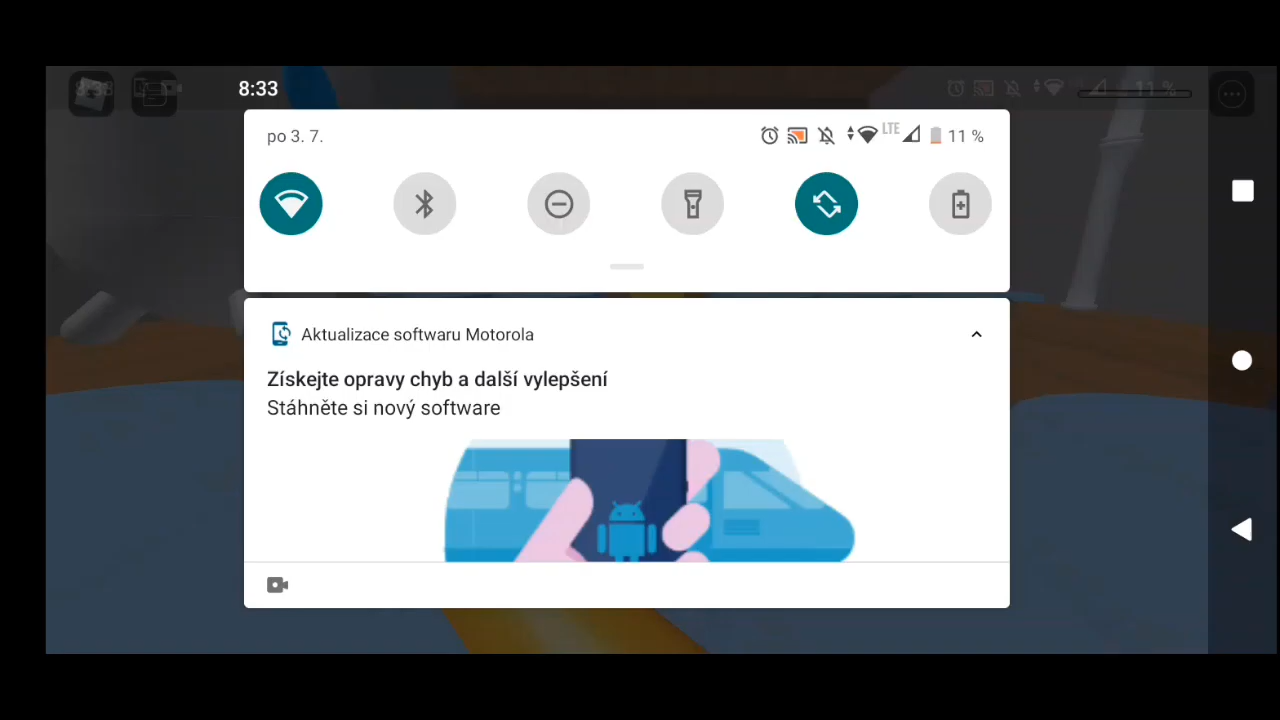 8:33
po 3. 7.
LTE
11 %
Aktualizace softwaru Motorola
Získejte opravy chyb a další vylepšení
Stáhněte si nový software